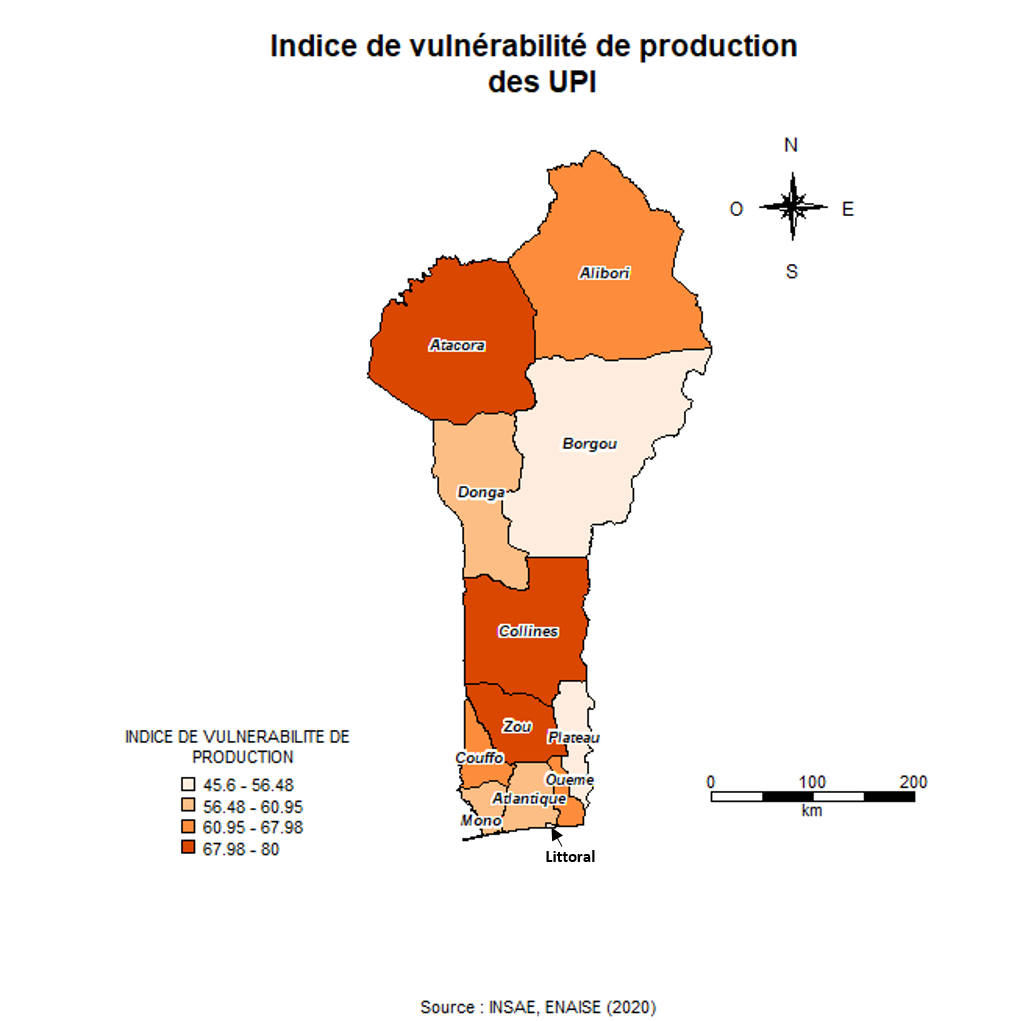 Indice de vulnérabilité de production
des UPI
N
O
E
S
Alibori
Atacora
Borgou
Donga
Collines
Zou
Plateau
Couffo
Oueme
Atlantique
Mono
Littoral
INDICE DE VULNERABILITE DE
PRODUCTION
45.6 - 56.48
56.48 - 60.95
60.95 - 67.98
67.98 - 80
0 100 200
km
Source : INSAE, ENAISE (2020)